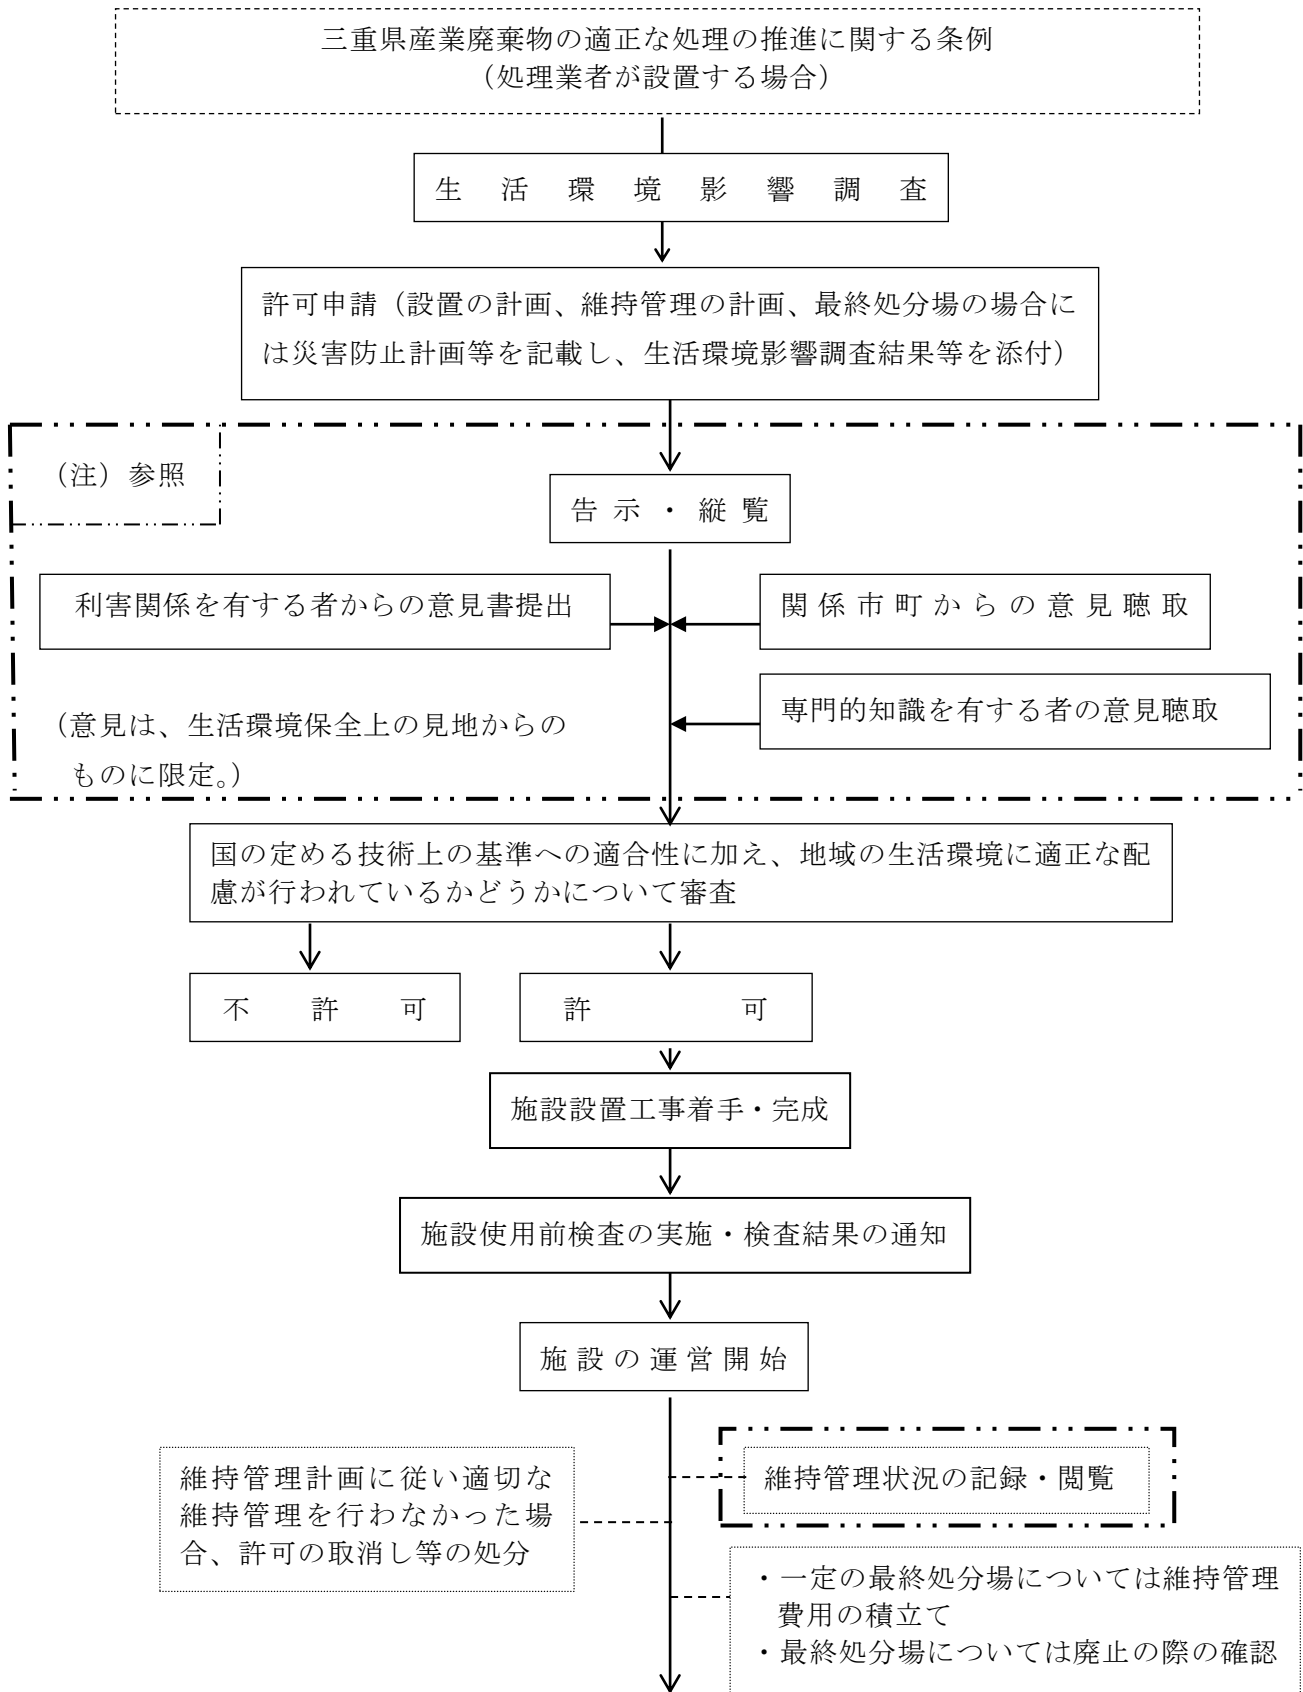 三重県産業廃棄物の適正な処理の推進に関する条例
（処理業者が設置する場合）
生活環境影響調査
許可申請（設置の計画、維持管理の計画、最終処分場の場合に
は災害防止計画等を記載し、生活環境影響調査結果等を添付）
（注）参照
告示・縦覧
利害関係を有する者からの意見書提出
関係市町からの意見聴取
専門的知識を有する者の意見聴取
（意見は、生活環境保全上の見地からの
ものに限定。）
国の定める技術上の基準への適合性に加え、地域の生活環境に適正な配
慮が行われているかどうかについて審査
不許可
許可
施設設置工事着手・完成
施設使用前検査の実施・検査結果の通知
施設の運営開始
維持管理計画に従い適切な
維持管理を行わなかった場
合、許可の取消し等の処分
維持管理状況の記録・閲覧
・一定の最終処分場については維持管理
費用の積立て
・最終処分場については廃止の際の確認